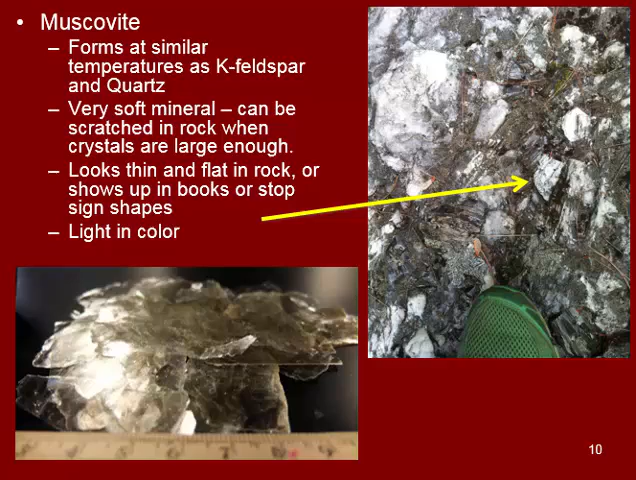 • Muscovite
– Forms at similar
temperatures as K-feldspar
and Quartz
– Very soft mineral – can be
scratched in rock when
crystals are large enough.
– Looks thin and flat in rock, or
shows up in books or stop
sign shapes
– Light in color
10